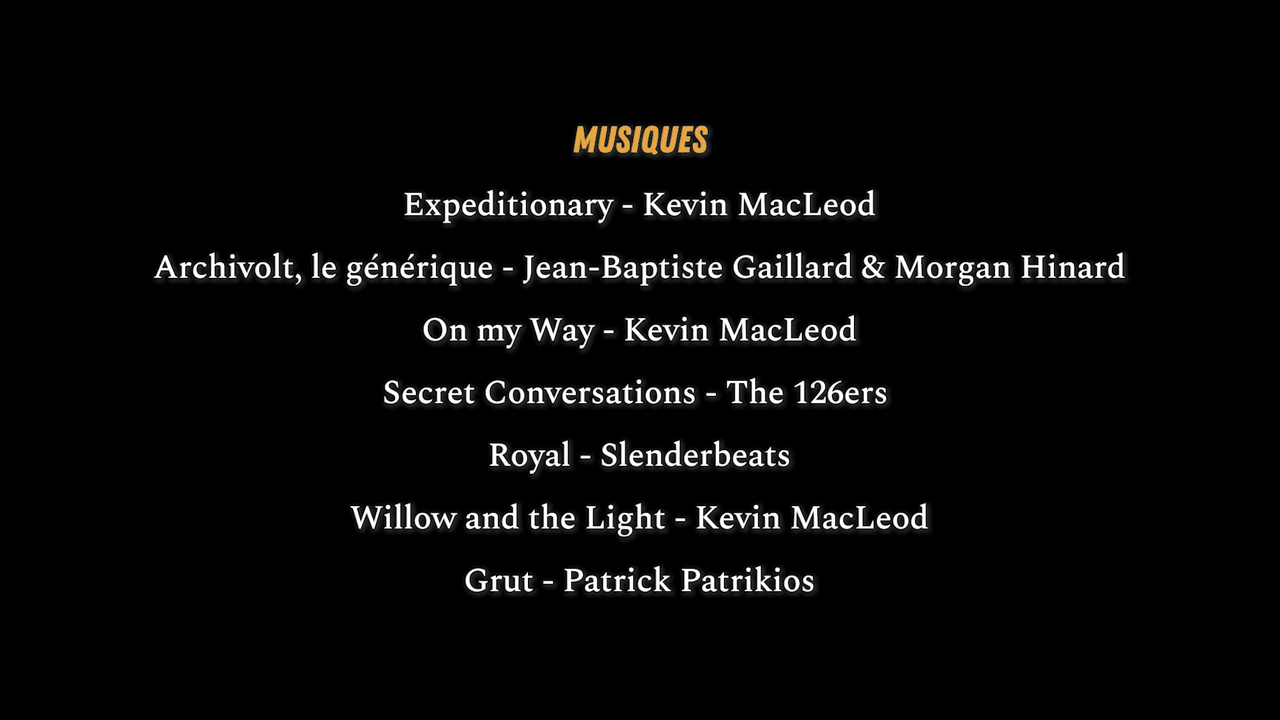 MUSIQUES
Expeditionary - Kevin MacLeod
Archivolt, le générique - Jean-Baptiste Gaillard & Morgan Hinard
On my Way - Kevin MacLeod
Secret Conversations - The 126ers
Royal - Slenderbeats
Willow and the Light - Kevin MacLeod
Grut - Patrick Patrikios